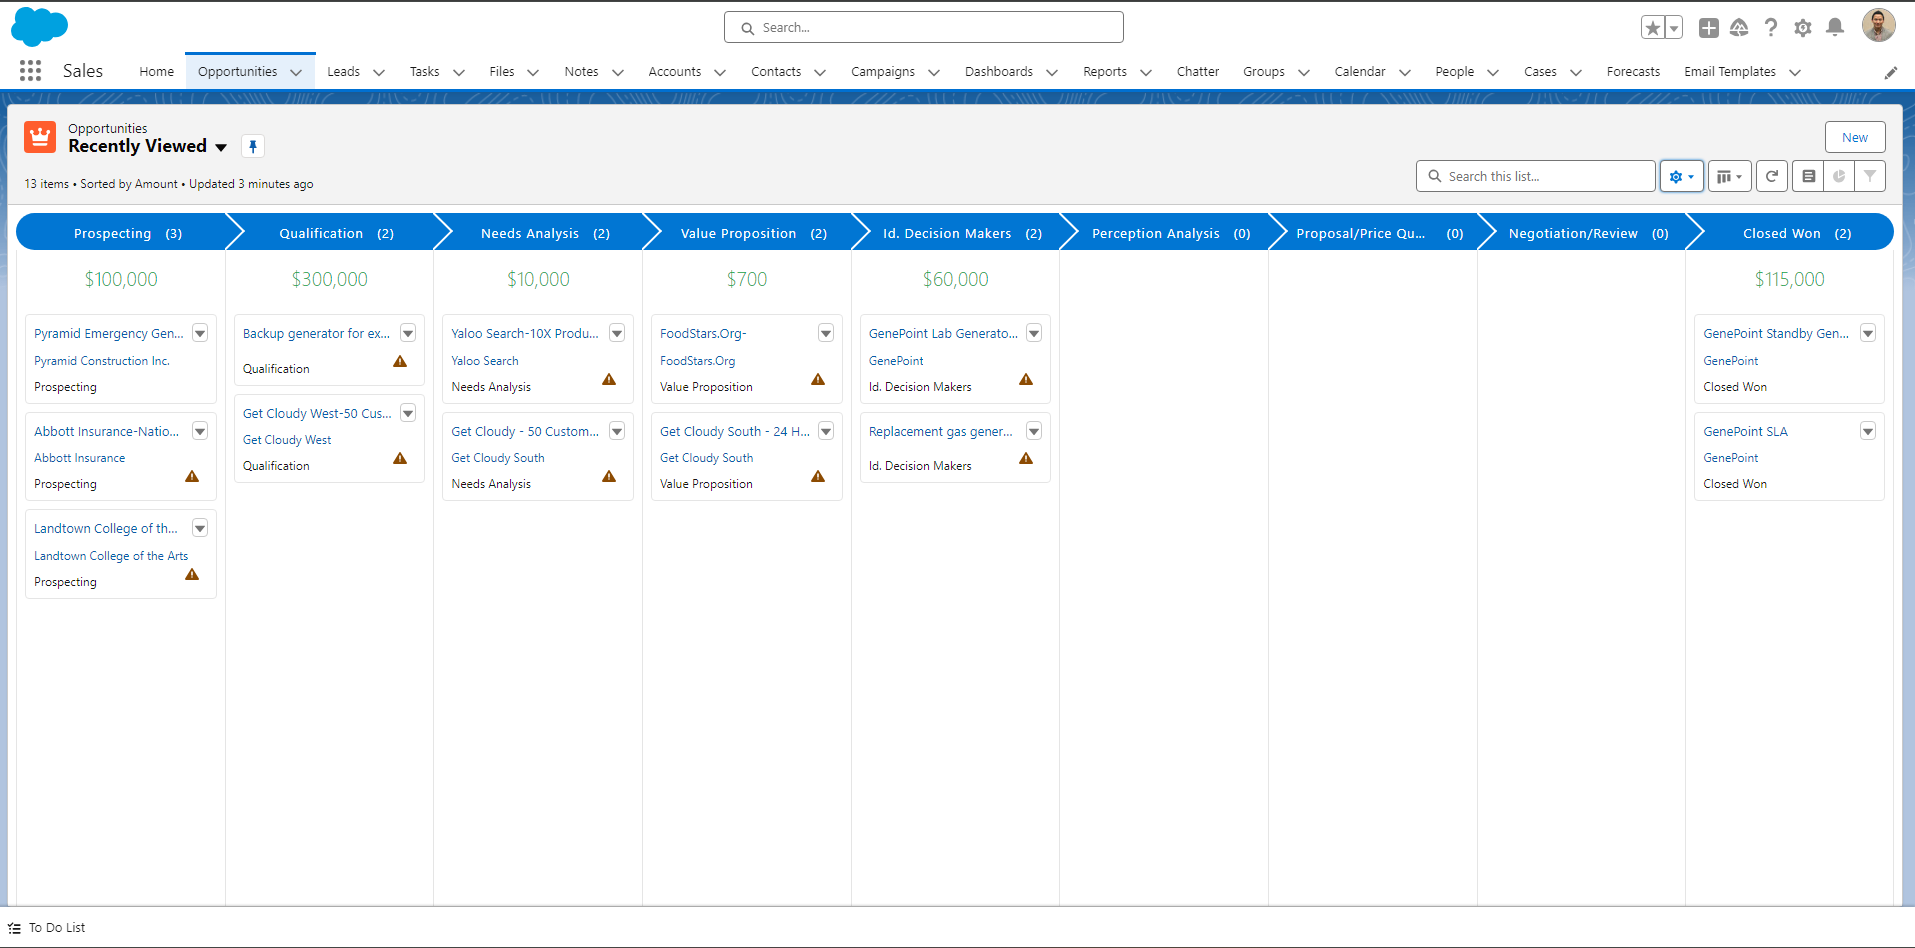 Search...
Sales
Home
Opportunities
Leads
Tasks
Files
Notes
Accounts
Contacts
Campaigns
Dashboards
Reports
Chatter
Groups
Calendar
People
Cases
Forecasts
Email Templates
Opportunities
Recently Viewed
New
13 items • Sorted by Amount • Updated 3 minutes ago
Search this list...
Prospecting (3)
Qualification (2)
Needs Analysis (2)
Value Proposition (2)
Id. Decision Makers (2)
Perception Analysis (0)
Proposal/Price Qu... (0)
Negotiation/Review (0)
Closed Won (2)
$100,000
$300,000
$10,000
$700
$60,000
$115,000
Pyramid Emergency Gen...
Pyramid Construction Inc.
Prospecting
Abbott Insurance-Natio...
Abbott Insurance
Prospecting
Landtown College of th...
Landtown College of the Arts
Prospecting
Backup generator for ex...
Qualification
Get Cloudy West-50 Cus...
Get Cloudy West
Qualification
Yaloo Search-10X Produ...
Yaloo Search
Needs Analysis
Get Cloudy - 50 Custom...
Get Cloudy South
Needs Analysis
FoodStars.Org-
FoodStars.Org
Value Proposition
Get Cloudy South - 24 H...
Get Cloudy South
Value Proposition
GenePoint Lab Generato...
GenePoint
Id. Decision Makers
Replacement gas gener...
Id. Decision Makers
GenePoint Standby Gen...
GenePoint
Closed Won
GenePoint SLA
GenePoint
Closed Won
To Do List